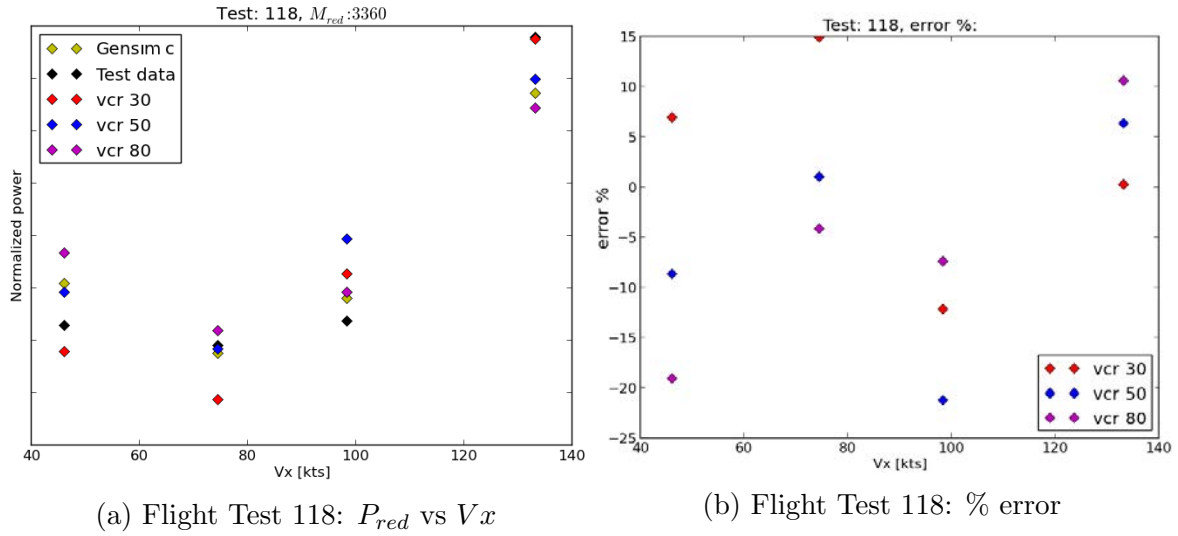 Test: 118, M_red:3360
Gensim c
Test data
vcr 30
vcr 50
vcr 80
Normalized power
40 60 80 100 120 140
Vx [kts]
(a) Flight Test 118: P_red vs Vx
Test: 118, error %:
15
10
5
0
−5
−10
−15
−20
−25
error %
vcr 30
vcr 50
vcr 80
40 60 80 100 120 140
Vx [kts]
(b) Flight Test 118: % error